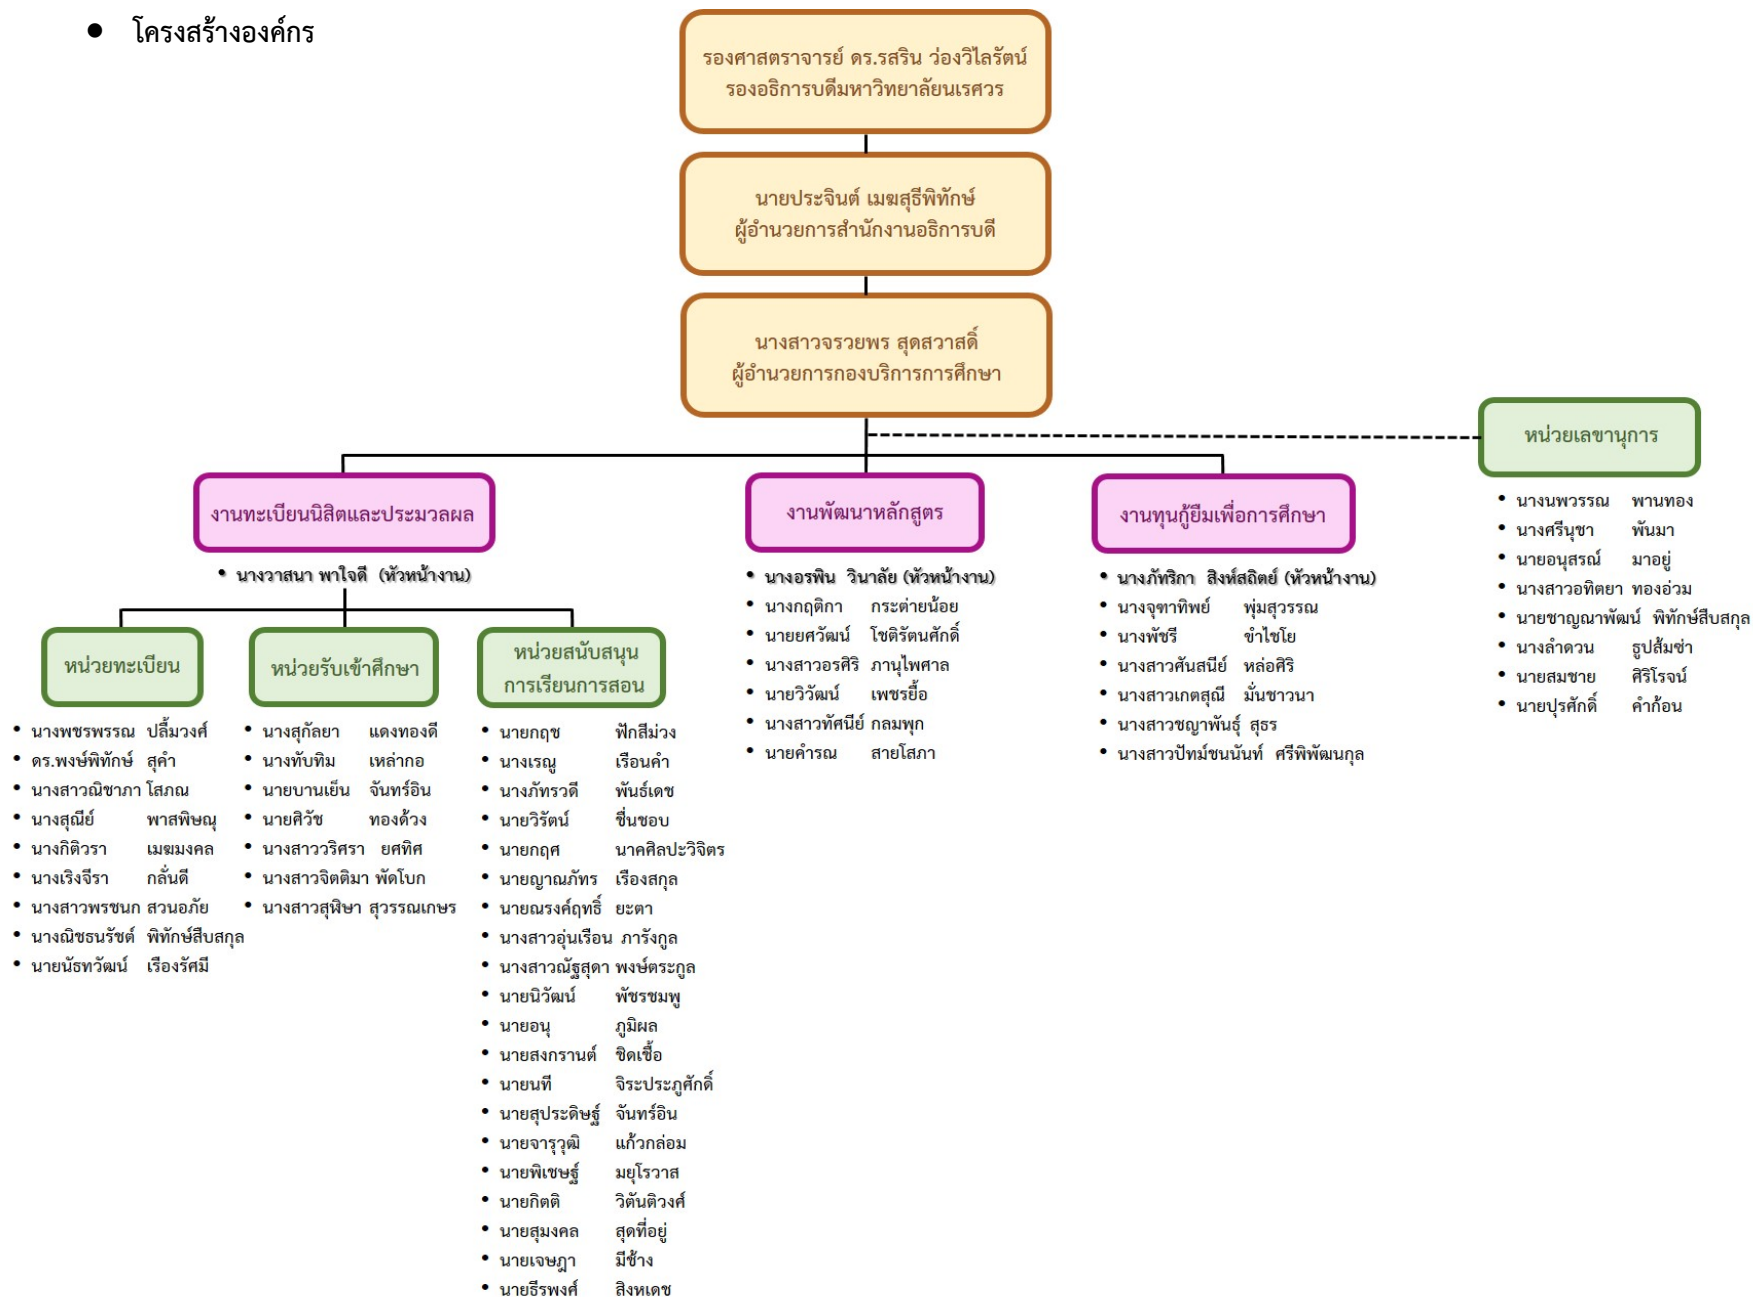 โครงสร้างองค์กร
รองศาสตราจารย์ ดร.รสริน ว่องวิไลรัตน์
รองอธิการบดีมหาวิทยาลัยนเรศวร
นายประจินต์ เมฆสุธีพิทักษ์
ผู้อำนวยการสำนักงานอธิการบดี
นางสาวจรวยพร สุดสวาสดิ์
ผู้อำนวยการกองบริการการศึกษา
หน่วยเลขานุการ
นางนพวรรณ พานทอง
นางศรีนุชา พันมา
นายอนุสรณ์ มาอยู่
นางสาวอทิตยา ทองอ่วม
นายชาญณาพัฒน์ พิทักษ์สืบสกุล
นางลำดวน ธูปส้มซ่า
นายสมชาย ศิริโรจน์
นายปุรศักดิ์ คำก้อน
งานทะเบียนนิสิตและประมวลผล
นางวาสนา พาใจดี (หัวหน้างาน)
หน่วยทะเบียน
นางพชรพรรณ ปลื้มวงศ์
ดร.พงษ์พิทักษ์ สุคำ
นางสาวณิชาภา โสภณ
นางสุณีย์ พาสพิษณุ
นางกิติวรา เมฆมงคล
นางเริงจีรา กลั่นดี
นางสาวพรชนก สวนอภัย
นางณิชธนรัชต์ พิทักษ์สืบสกุล
นายนัธทวัฒน์ เรืองรัศมี
หน่วยรับเข้าศึกษา
นางสุกัลยา แดงทองดี
นางทับทิม เหล่ากอ
นายบานเย็น จันทร์อิน
นายศิวัช ทองด้วง
นางสาววริศรา ยศทิศ
นางสาวจิตติมา พัดโบก
นางสาวสุฬิษา สุวรรณเกษร
หน่วยสนับสนุน
การเรียนการสอน
นายกฤช ฟักสีม่วง
นางเรณู เรือนคำ
นางภัทรวดี พันธ์เดช
นายวิรัตน์ ชื่นชอบ
นายกฤศ นาคศิลปะวิจิตร
นายญาณภัทร เรืองสกุล
นายณรงค์ฤทธิ์ ยะตา
นางสาวอุ่นเรือน ภารังกูล
นางสาวณัฐสุดา พงษ์ตระกูล
นายนิวัฒน์ พัชรชมพู
นายอนุ ภูมิผล
นายสงกรานต์ ชิดเชื้อ
นายนที จิระประภูศักดิ์
นายสุประดิษฐ์ จันทร์อิน
นายจารุวุฒิ แก้วกล่อม
นายพิเชษฐ์ มยุโรวาส
นายกิตติ วิตันติวงศ์
นายสุมงคล สุดที่อยู่
นายเจษฎา มีช้าง
นายธีรพงศ์ สิงหเดช
งานพัฒนาหลักสูตร
นางอรพิน วินาลัย (หัวหน้างาน)
นางกฤติกา กระต่ายน้อย
นายยศวัฒน์ โชติรัตนศักดิ์
นางสาวอรศิริ ภานุไพศาล
นายวิวัฒน์ เพชรยื้อ
นางสาวทัศนีย์ กลมพุก
นายคำรณ สายโสภา
งานทุนกู้ยืมเพื่อการศึกษา
นางภัทริกา สิงห์สถิตย์ (หัวหน้างาน)
นางจุฑาทิพย์ พุ่มสุวรรณ
นางพัชรี ขำไชโย
นางสาวศันสนีย์ หล่อศิริ
นางสาวเกตสุณี มั่นชาวนา
นางสาวชญาพันธุ์ สุธร
นางสาวปัทม์ชนนันท์ ศรีพิพัฒนกุล